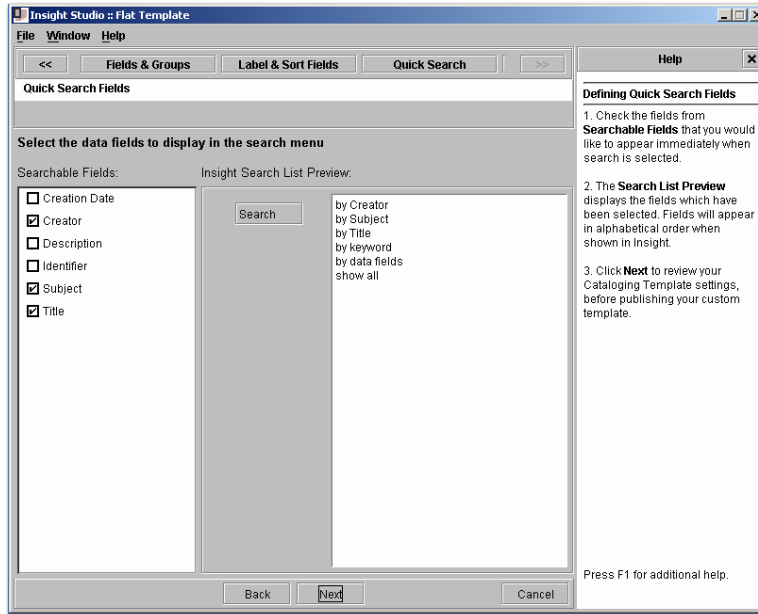 Insight Studio :: Flat Template
File Window Help
<< Fields & Groups Label & Sort Fields Quick Search >>
Quick Search Fields
Select the data fields to display in the search menu
Searchable Fields:
Creation Date
Creator
Description
Identifier
Subject
Title
Insight Search List Preview:
Search
by Creator
by Subject
by Title
by keyword
by data fields
show all
Back Next Cancel
Help
Defining Quick Search Fields
1. Check the fields from
Searchable Fields that you would
like to appear immediately when
search is selected.
2. The Search List Preview
displays the fields which have
been selected. Fields will appear
in alphabetical order when
shown in Insight.
3. Click Next to review your
Cataloging Template settings,
before publishing your custom
template.
Press F1 for additional help.